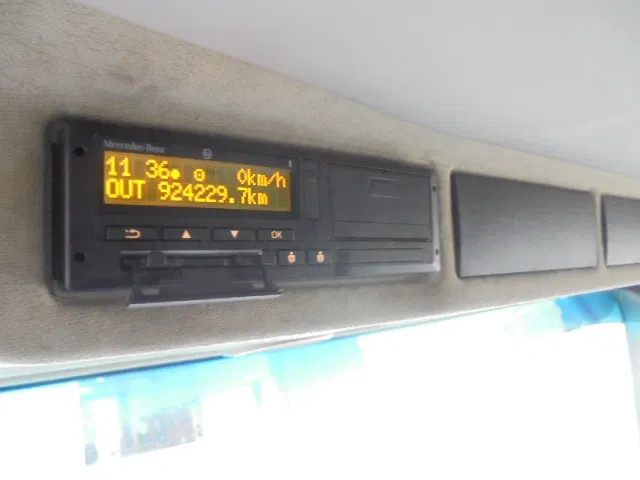 Mercedes-Benz
11 36 0km/h
OUT 924229.7km
OK